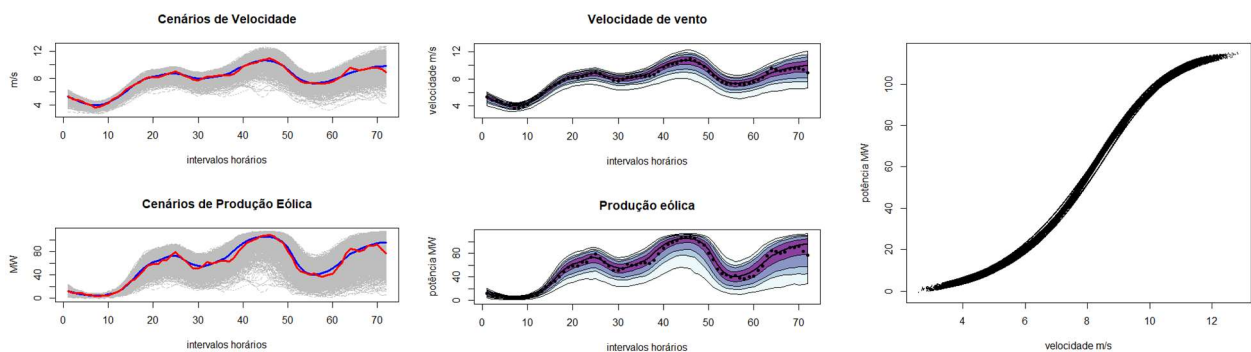 Cenários de Velocidade
m/s
4 8 12
0 10 20 30 40 50 60 70
intervalos horários
Cenários de Produção Eólica
MW
0 40 80
0 10 20 30 40 50 60 70
intervalos horários
Velocidade de vento
velocidade m/s
4 8 12
0 10 20 30 40 50 60 70
intervalos horários
Produção eólica
potência MW
0 40 80
0 10 20 30 40 50 60 70
intervalos horários
potência MW
0 20 40 60 80 100
4 6 8 10 12
velocidade m/s